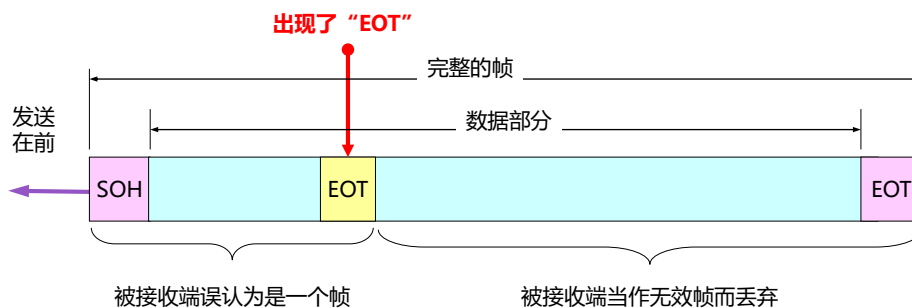 出现了“EOT”
完整的帧
发送
在前
数据部分
SOH
EOT
EOT
被接收端误认为是一个帧
被接收端当作无效帧而丢弃